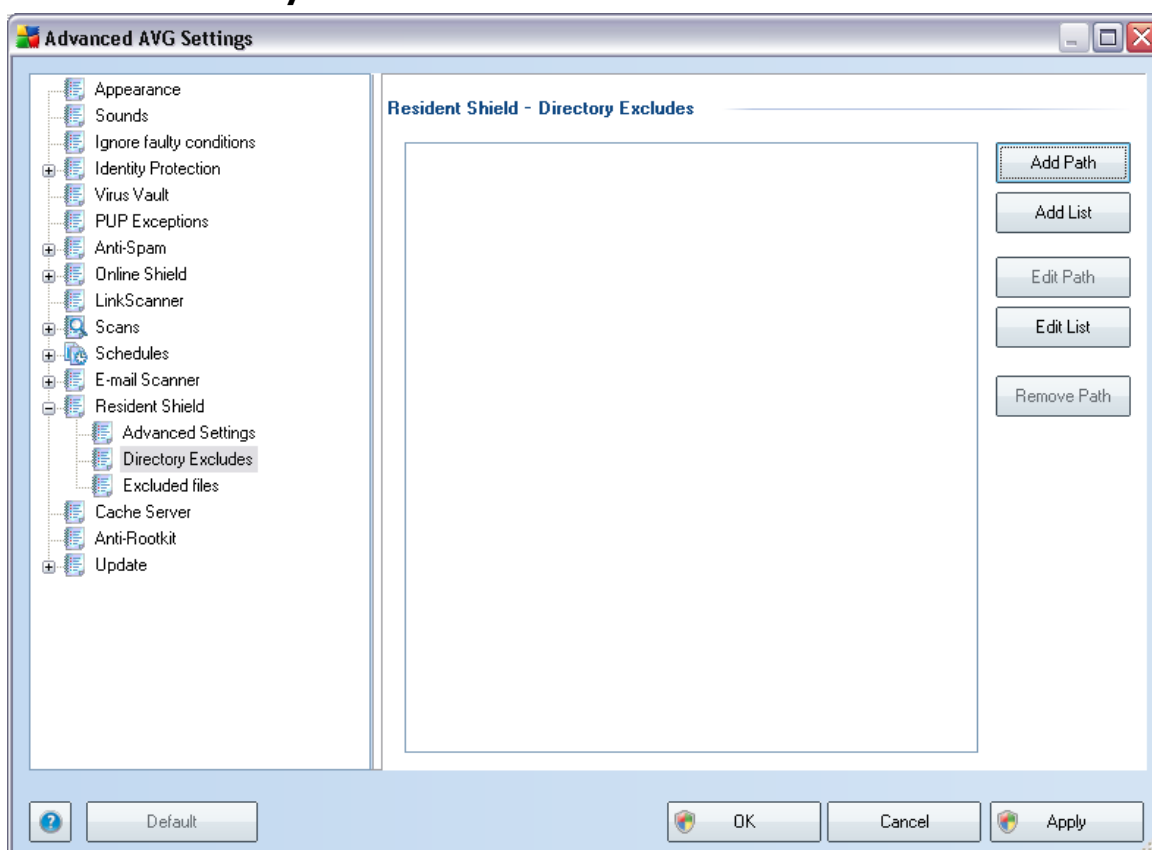 Advanced AVG Settings
Appearance
Sounds
Ignore faulty conditions
Identity Protection
Virus Vault
PUP Exceptions
Anti-Spam
Online Shield
LinkScanner
Scans
Schedules
E-mail Scanner
Resident Shield
Advanced Settings
Directory Excludes
Excluded files
Cache Server
Anti-Rootkit
Update
Resident Shield - Directory Excludes
Add Path
Add List
Edit Path
Edit List
Remove Path
Default
OK
Cancel
Apply